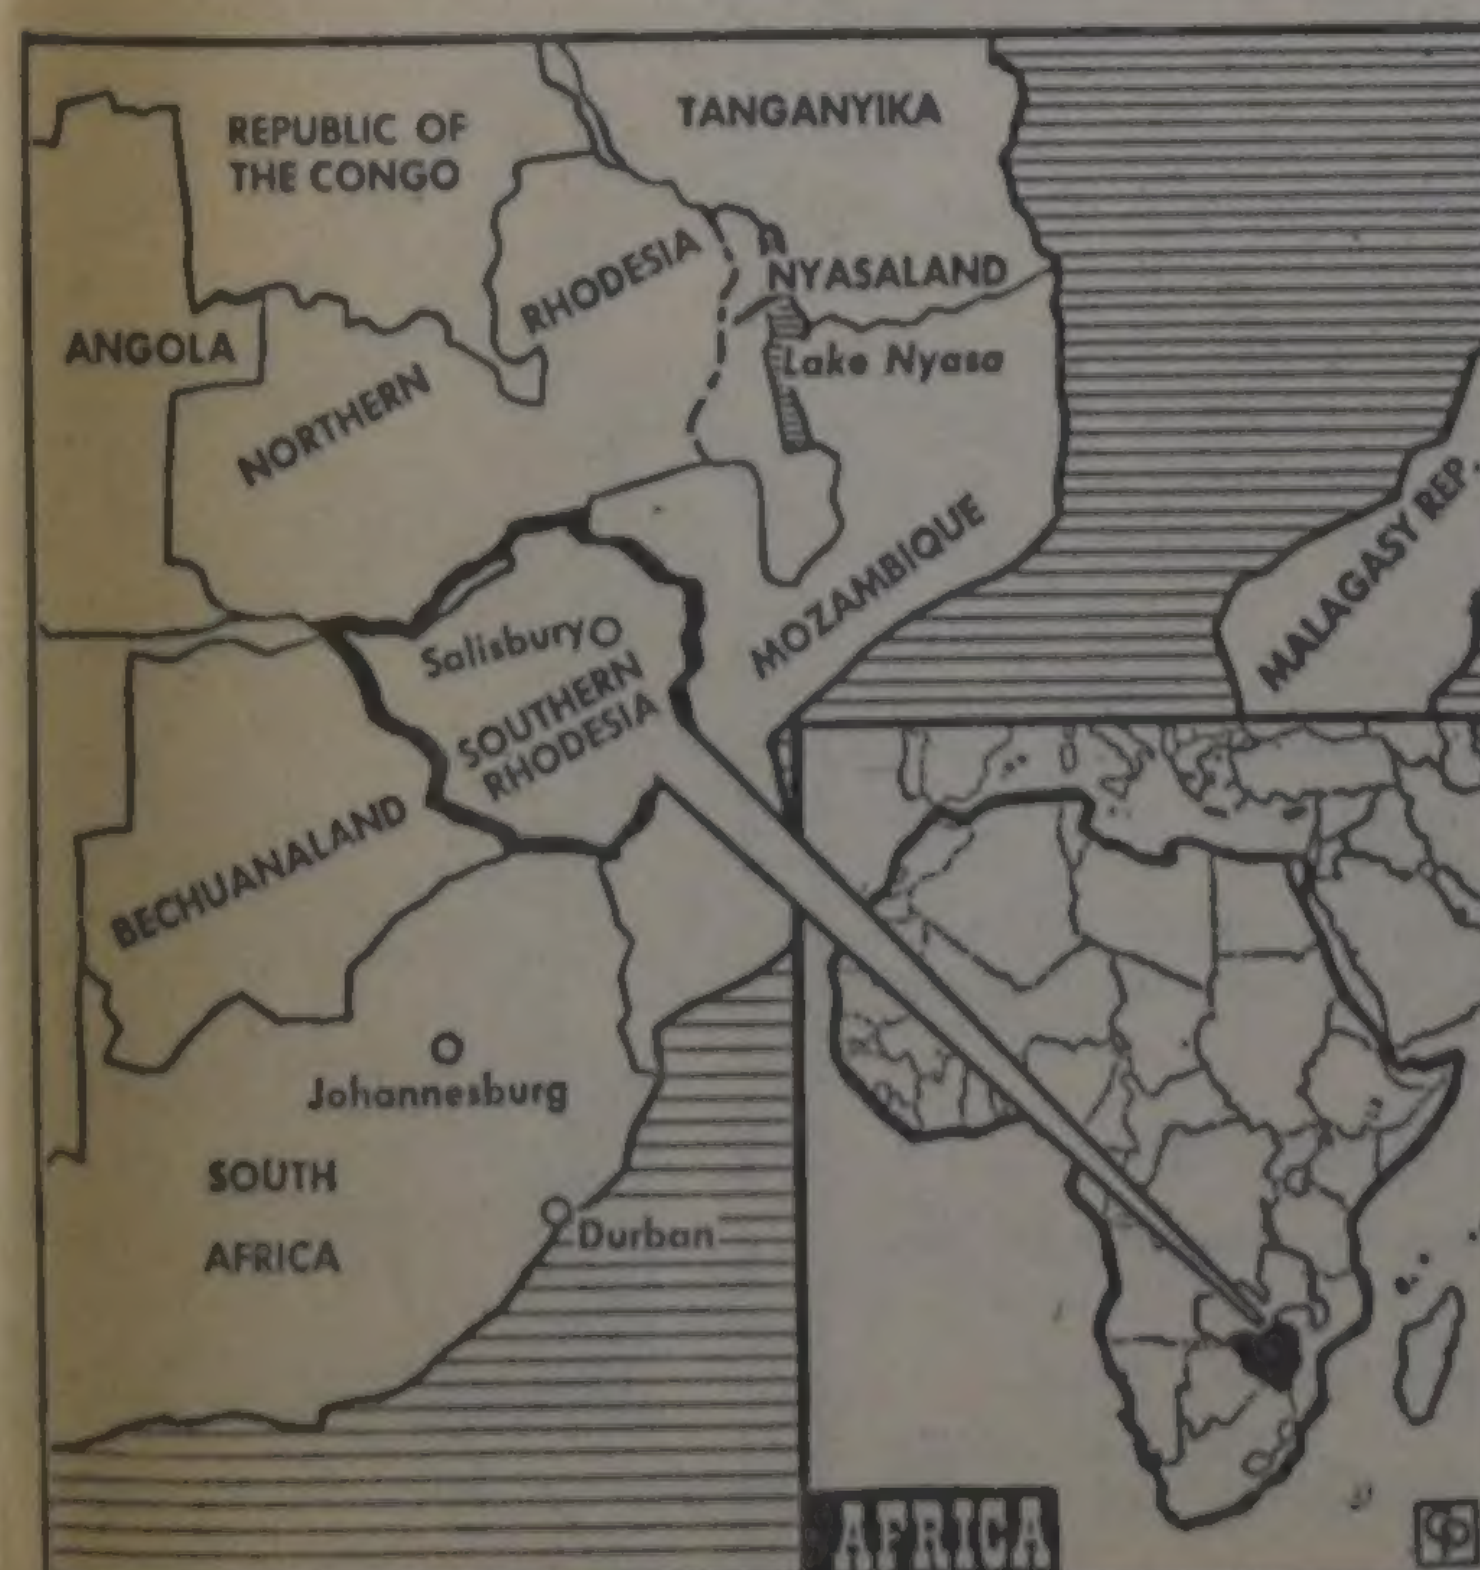 REPUBLIC OF
THE CONGO
TANGANYIKA
RHODESIA
NYASALAND
ANGOLA
Lake Nyasa
NORTHERN
MOZAMBIQUE
MALAGASY REP.
Salisbury
SOUTHERN
RHODESIA
BECHUANALAND
Johannesburg
SOUTH
AFRICA
Durban
AFRICA
CP